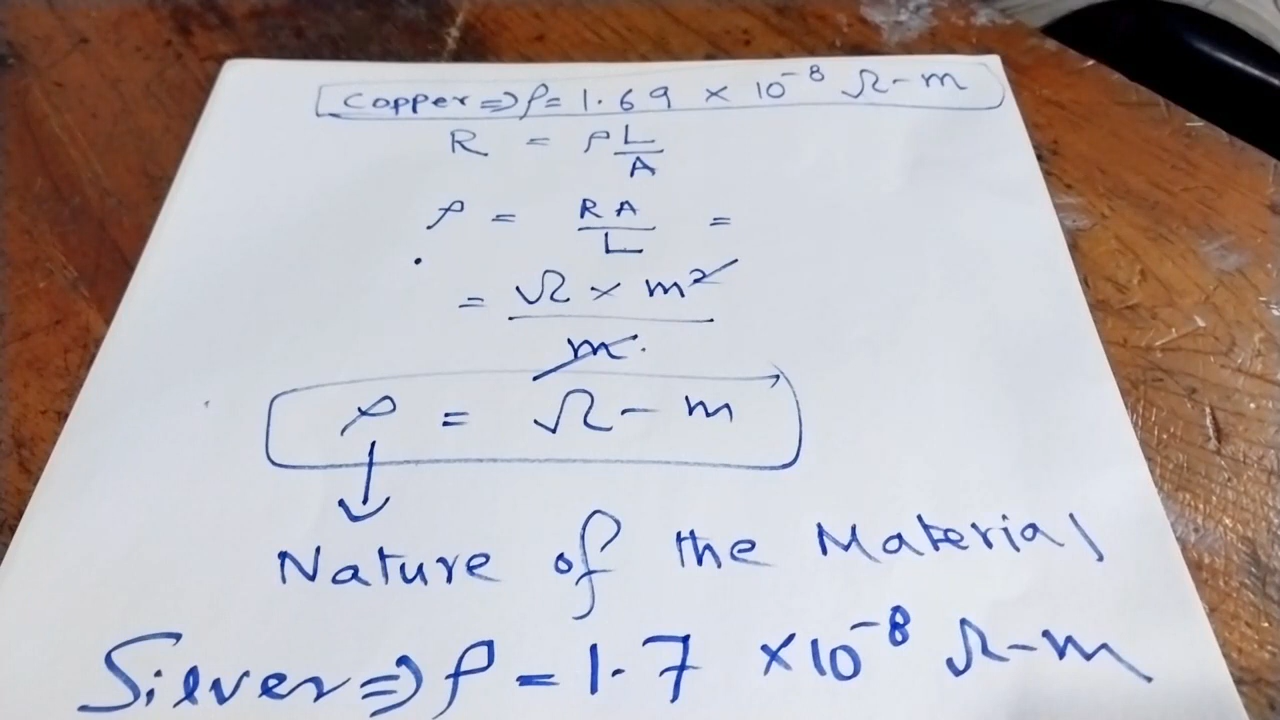 Copper ⇒ ρ = 1.69 × 10⁻⁸ Ω-m
R = ρ L/A
ρ = RA/L =
= Ω × m²/m.
ρ = Ω - m
Nature of the Material
Silver ⇒ ρ = 1.7 × 10⁻⁸ Ω-m